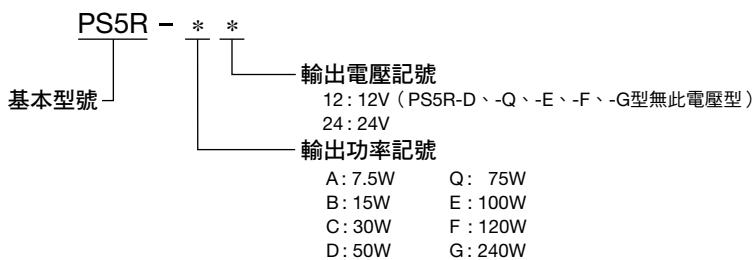 PS5R - * *
輸出電壓記號
基本型號
12 : 12V（PS5R-D、-Q、-E、-F、-G型無此電壓型）
24 : 24V
輸出功率記號
A : 7.5W Q : 75W
B : 15W E : 100W
C : 30W F : 120W
D : 50W G : 240W